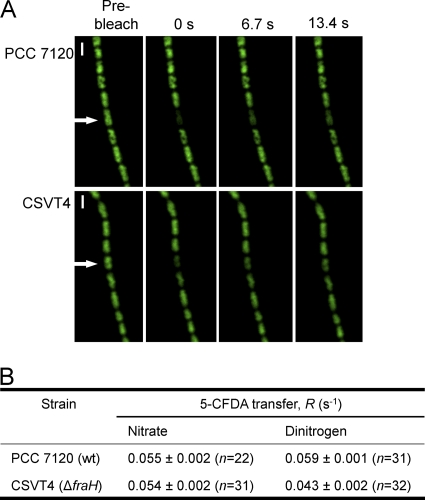 A
Pre-
bleach 0 s 6.7 s 13.4 s
PCC 7120
CSVT4
B
Strain 5-CFDA transfer, R (s-1)
Nitrate Dinitrogen
PCC 7120 (wt) 0.055 ± 0.002 (n=22) 0.059 ± 0.001 (n=31)
CSVT4 (ΔfraH) 0.054 ± 0.002 (n=31) 0.043 ± 0.002 (n=32)